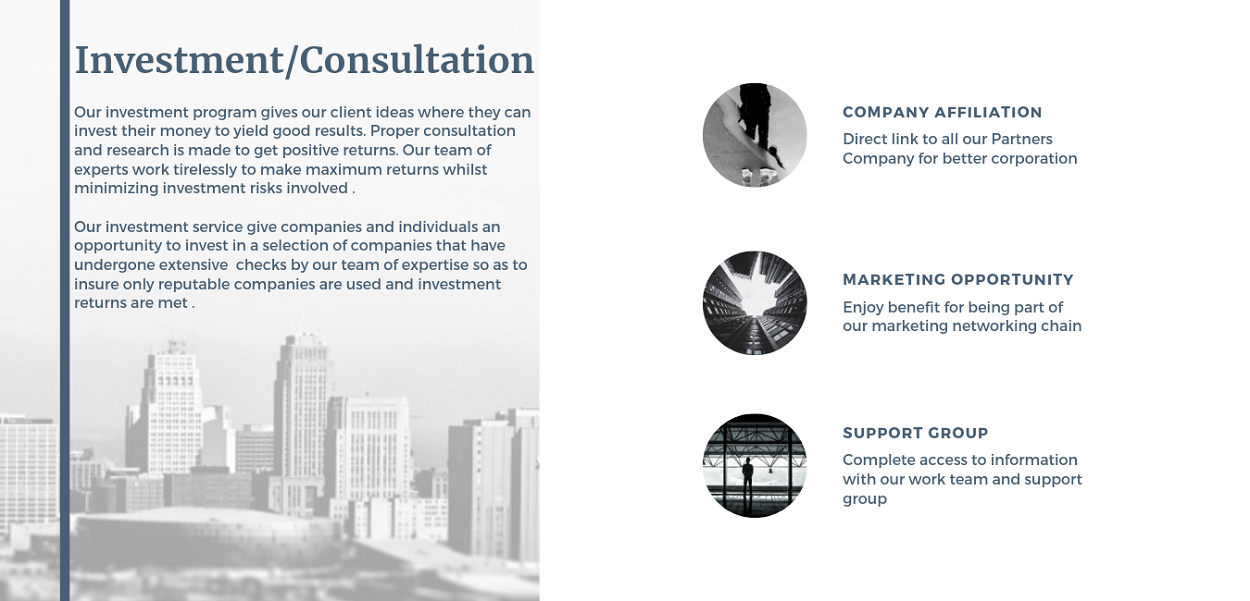 Investment/Consultation
Our investment program gives our client ideas where they can
invest their money to yield good results. Proper consultation
and research is made to get positive returns. Our team of
experts work tirelessly to make maximum returns whilst
minimizing investment risks involved .
Our investment service give companies and individuals an
opportunity to invest in a selection of companies that have
undergone extensive  checks by our team of expertise so as to
insure only reputable companies are used and investment
returns are met .
COMPANY AFFILIATION
Direct link to all our Partners
Company for better corporation
MARKETING OPPORTUNITY
Enjoy benefit for being part of
our marketing networking chain
SUPPORT GROUP
Complete access to information
with our work team and support
group